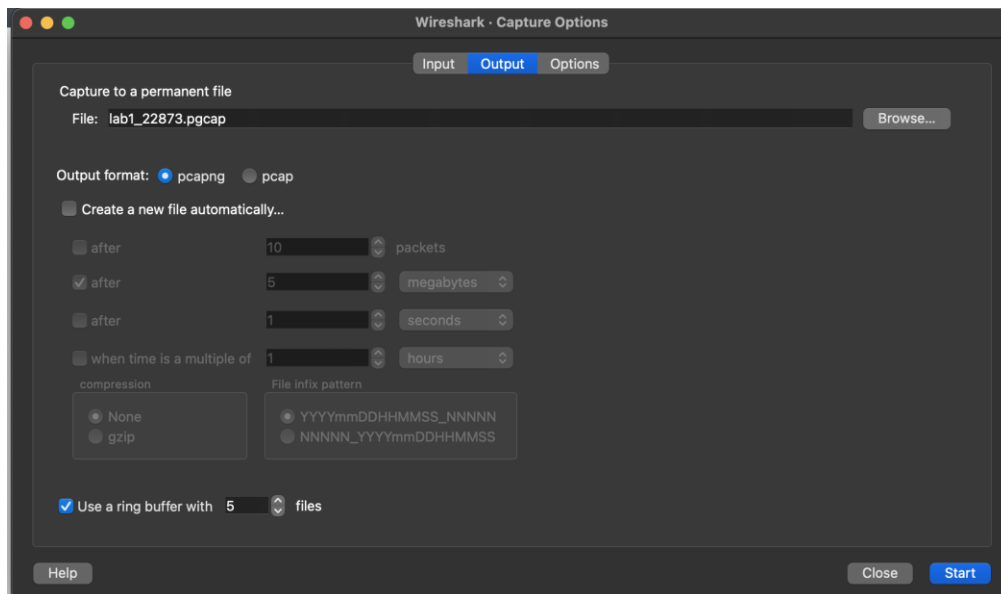 Wireshark · Capture Options
Input Output Options
Capture to a permanent file
File: lab1_22873.pgcap Browse...
Output format: pcapng pcap
Create a new file automatically...
after 10 packets
after 5 megabytes
after 1 seconds
when time is a multiple of 1 hours
compression File infix pattern
None YYYYmmDDHHMMSS_NNNNN
gzip NNNNN_YYYYmmDDHHMMSS
Use a ring buffer with 5 files
Help Close Start